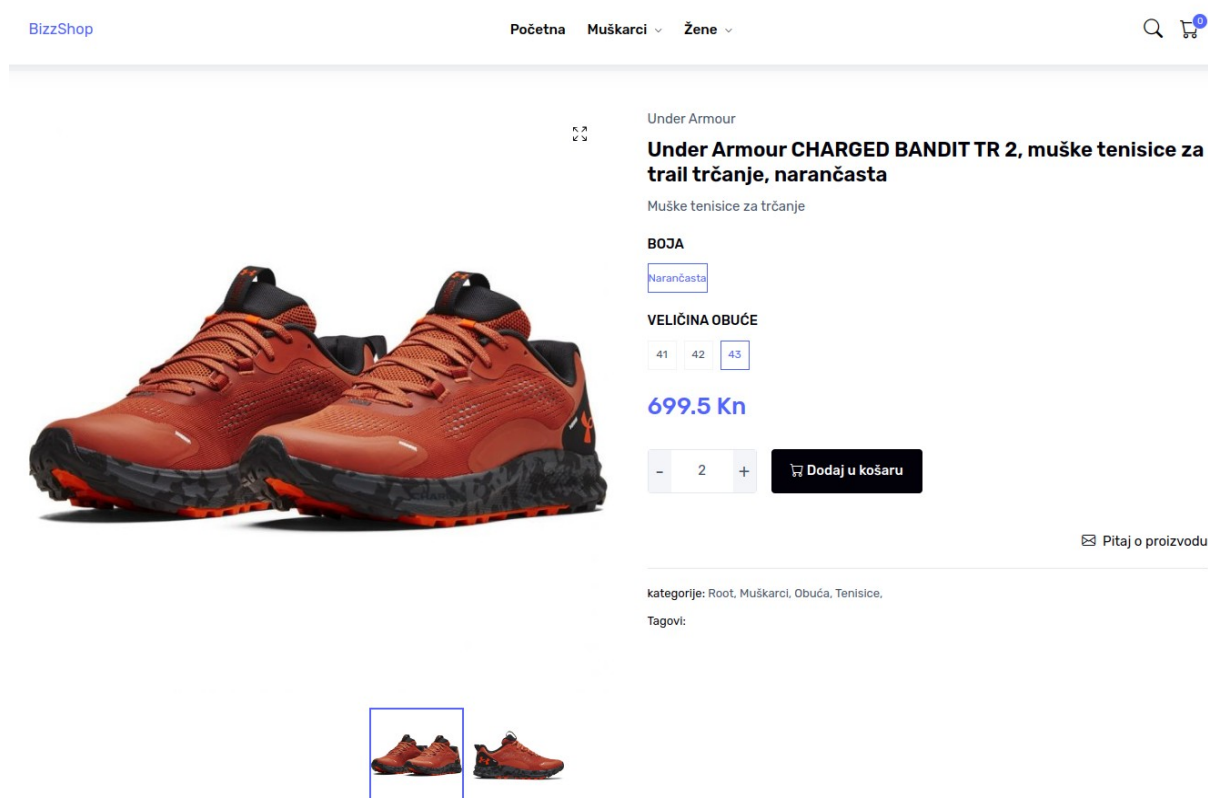 BizzShop
Početna Muškarci Žene
0
Under Armour
Under Armour CHARGED BANDIT TR 2, muške tenisice za
trail trčanje, narančasta
Muške tenisice za trčanje
BOJA
Narančasta
VELIČINA OBUĆE
41 42 43
699.5 Kn
- 2 + Dodaj u košaru
Pitaj o proizvodu
kategorije: Root, Muškarci, Obuća, Tenisice,
Tagovi: